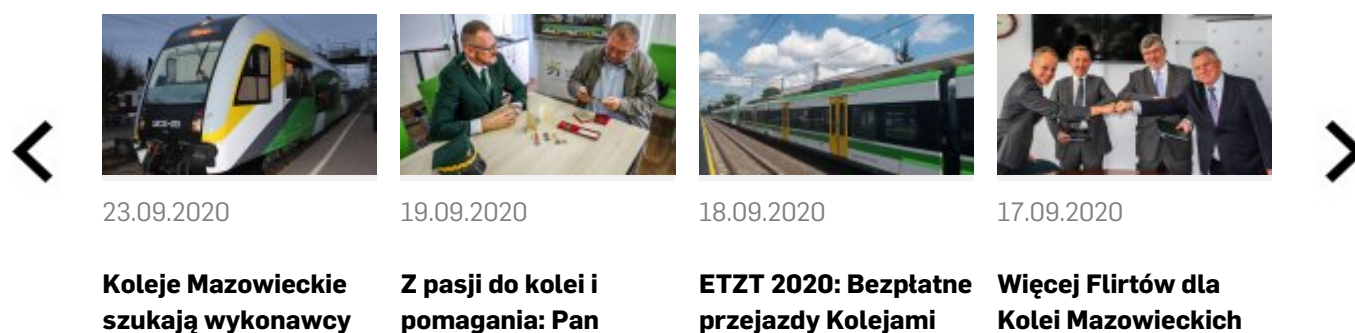 23.09.2020
Koleje Mazowieckie
szukają wykonawcy
19.09.2020
Z pasji do kolei i
pomagania: Pan
18.09.2020
ETZT 2020: Bezpłatne
przejazdy Kolejami
17.09.2020
Więcej Flirtów dla
Kolei Mazowieckich